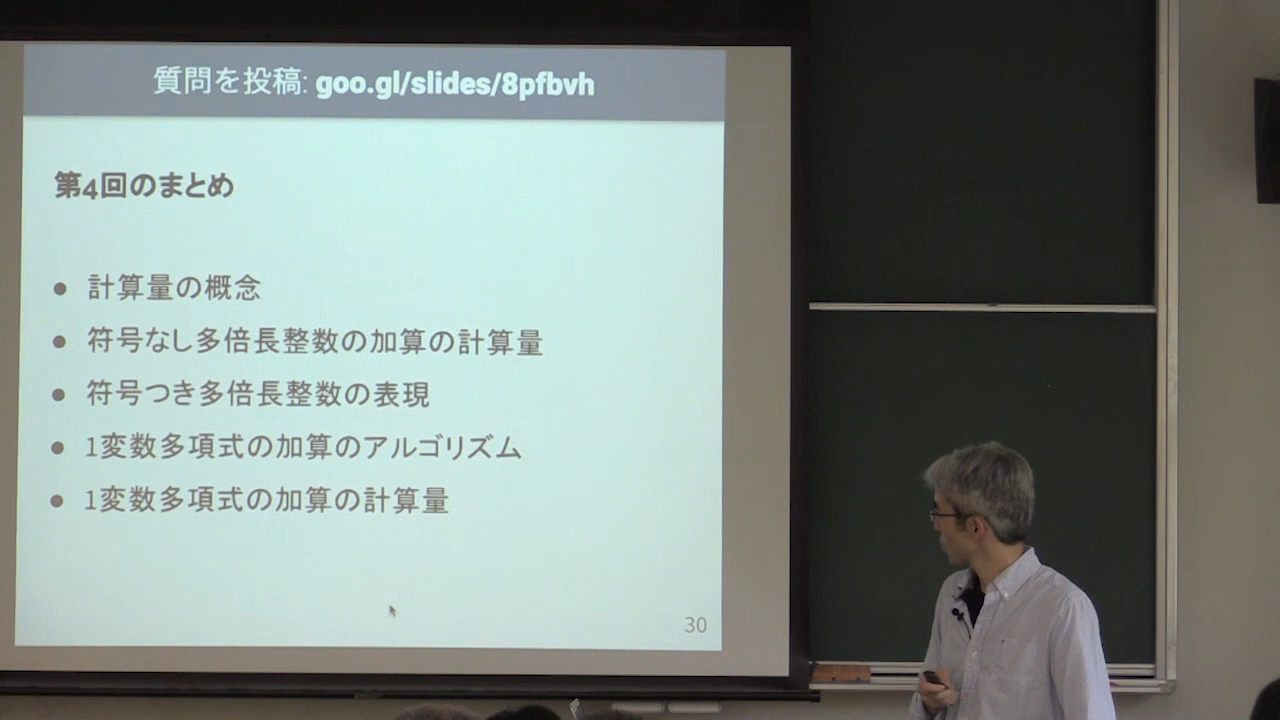 質問を投稿: goo.gl/slides/8pfbvh
第4回のまとめ
● 計算量の概念
● 符号なし多倍長整数の加算の計算量
● 符号つき多倍長整数の表現
● 1変数多項式の加算のアルゴリズム
● 1変数多項式の加算の計算量
30